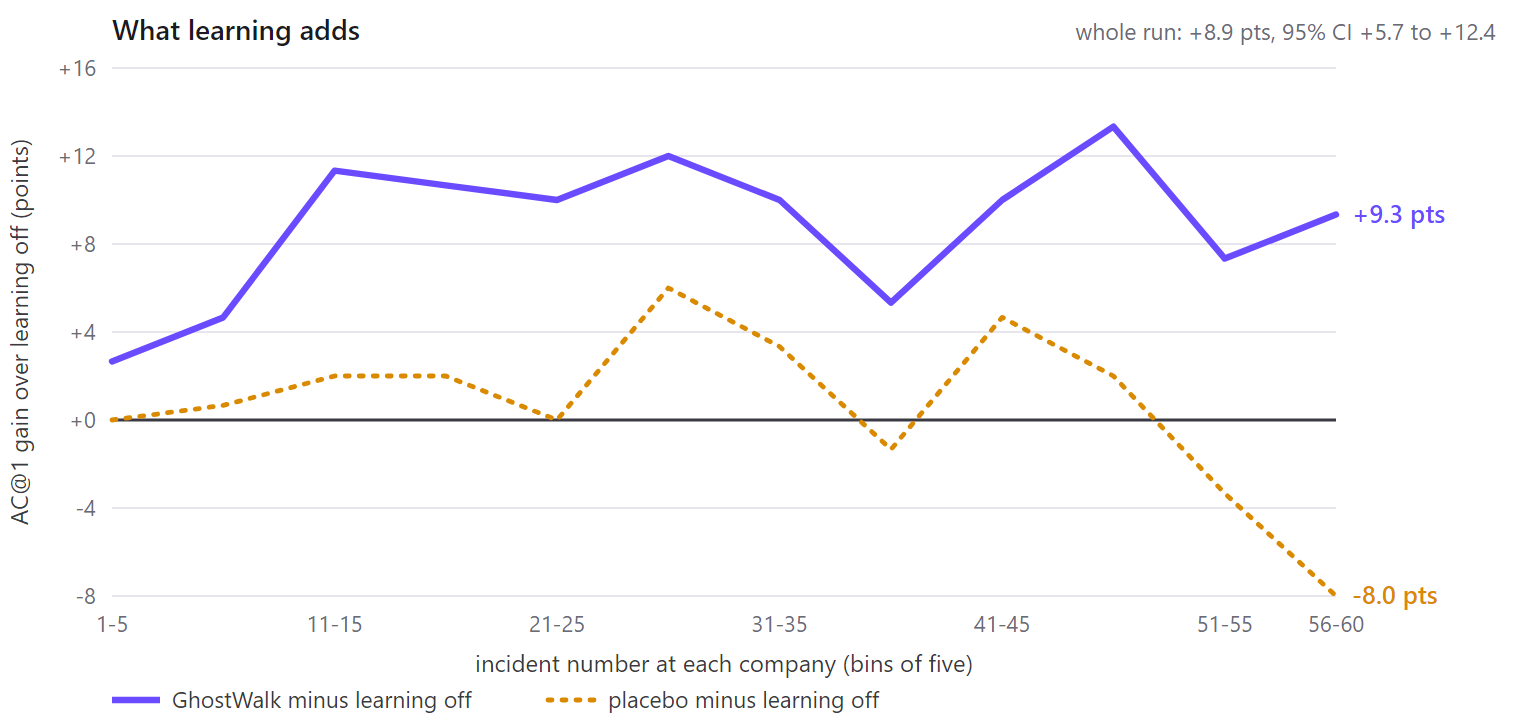 What learning adds
whole run: +8.9 pts, 95% CI +5.7 to +12.4
AC@1 gain over learning off (points)
+16
+12
+8
+4
+0
-4
-8
+9.3 pts
-8.0 pts
1-5 11-15 21-25 31-35 41-45 51-55 56-60
incident number at each company (bins of five)
GhostWalk minus learning off
placebo minus learning off